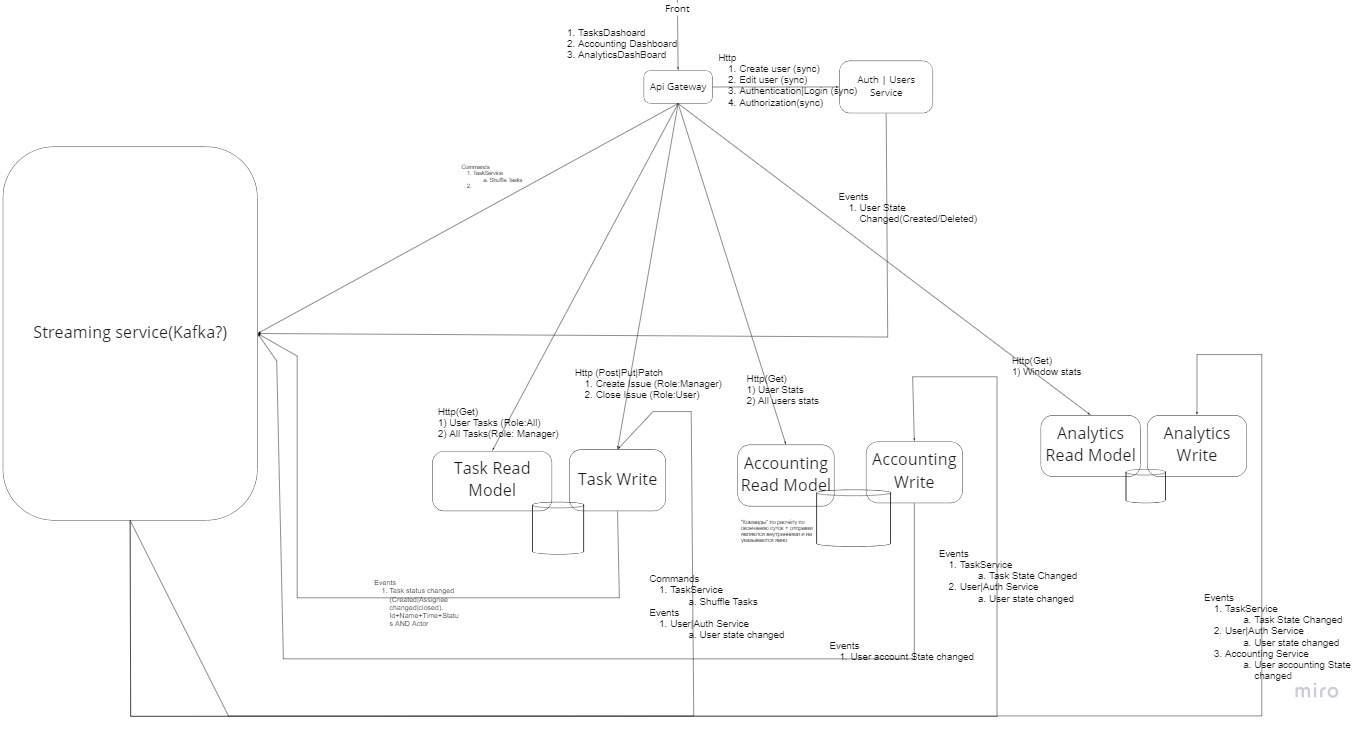 Front
1. TasksDashoard
2. Accounting Dashboard
3. AnalyticsDashBoard
Api Gateway
Http
1. Create user (sync)
2. Edit user (sync)
3. Authentication|Login (sync)
4. Authorization(sync)
Auth | Users
Service
Commands
1. TaskService
a. Shuffle Tasks
2.
Events
1. User State
Changed(Created/Deleted)
Streaming service(Kafka?)
Http(Get)
1) User Tasks (Role:All)
2) All Tasks(Role: Manager)
Http (Post|Put|Patch
1. Create Issue (Role:Manager)
2. Close Issue (Role:User)
Http(Get)
1) User Stats
2) All users stats
Http(Get)
1) Window stats
Task Read
Model
Task Write
Accounting
Read Model
Accounting
Write
Analytics
Read Model
Analytics
Write
"Команды" по расчёту по
окончанию суток + отправки
являются внутренними и не
указываются явно
Events
1. Task status changed
(Created|Assignee
changed|closed).
Id+Name+Time+Statu
s AND Actor
Commands
1. TaskService
a. Shuffle Tasks
Events
1. User|Auth Service
a. User state changed
Events
1. User account State changed
Events
1. TaskService
a. Task State Changed
2. User|Auth Service
a. User state changed
Events
1. TaskService
a. Task State Changed
2. User|Auth Service
a. User state changed
3. Accounting Service
a. User accounting State
changed
miro